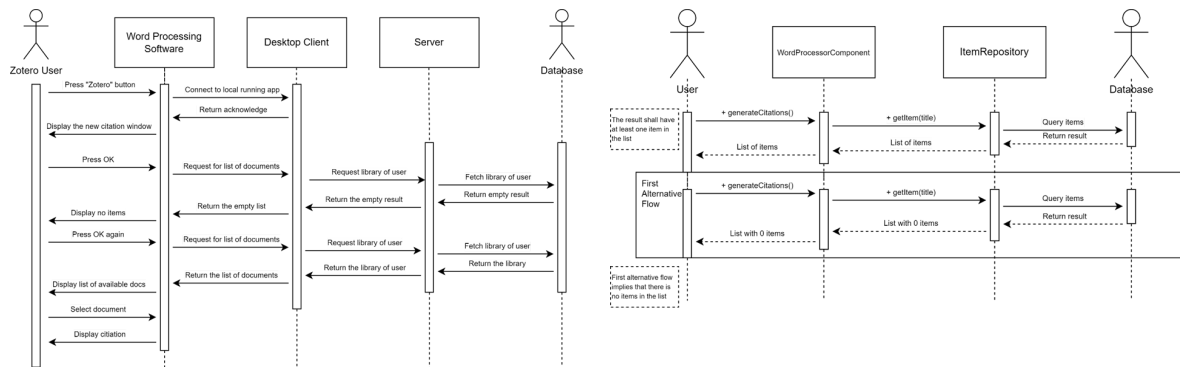 Word Processing
Software
Desktop Client
Server
Zotero User
Database
Press "Zotero" button
Connect to local running app
Return acknowledge
Display the new citation window
Press OK
Request for list of documents
Request library of user
Fetch library of user
Return empty result
Return the empty result
Return the empty list
Display no items
Press OK again
Request for list of documents
Request library of user
Fetch library of user
Return the library
Return the library of user
Return the list of documents
Display list of available docs
Select document
Display citiation
WordProcessorComponent
ItemRepository
User
Database
The result shall have
at least one item in
the list
+ generateCitations()
+ getItem(title)
Query items
Return result
List of items
List of items
First
Alternative
Flow
+ generateCitations()
+ getItem(title)
Query items
Return result
List with 0 items
List with 0 items
First alternative flow
implies that there is
no items in the list